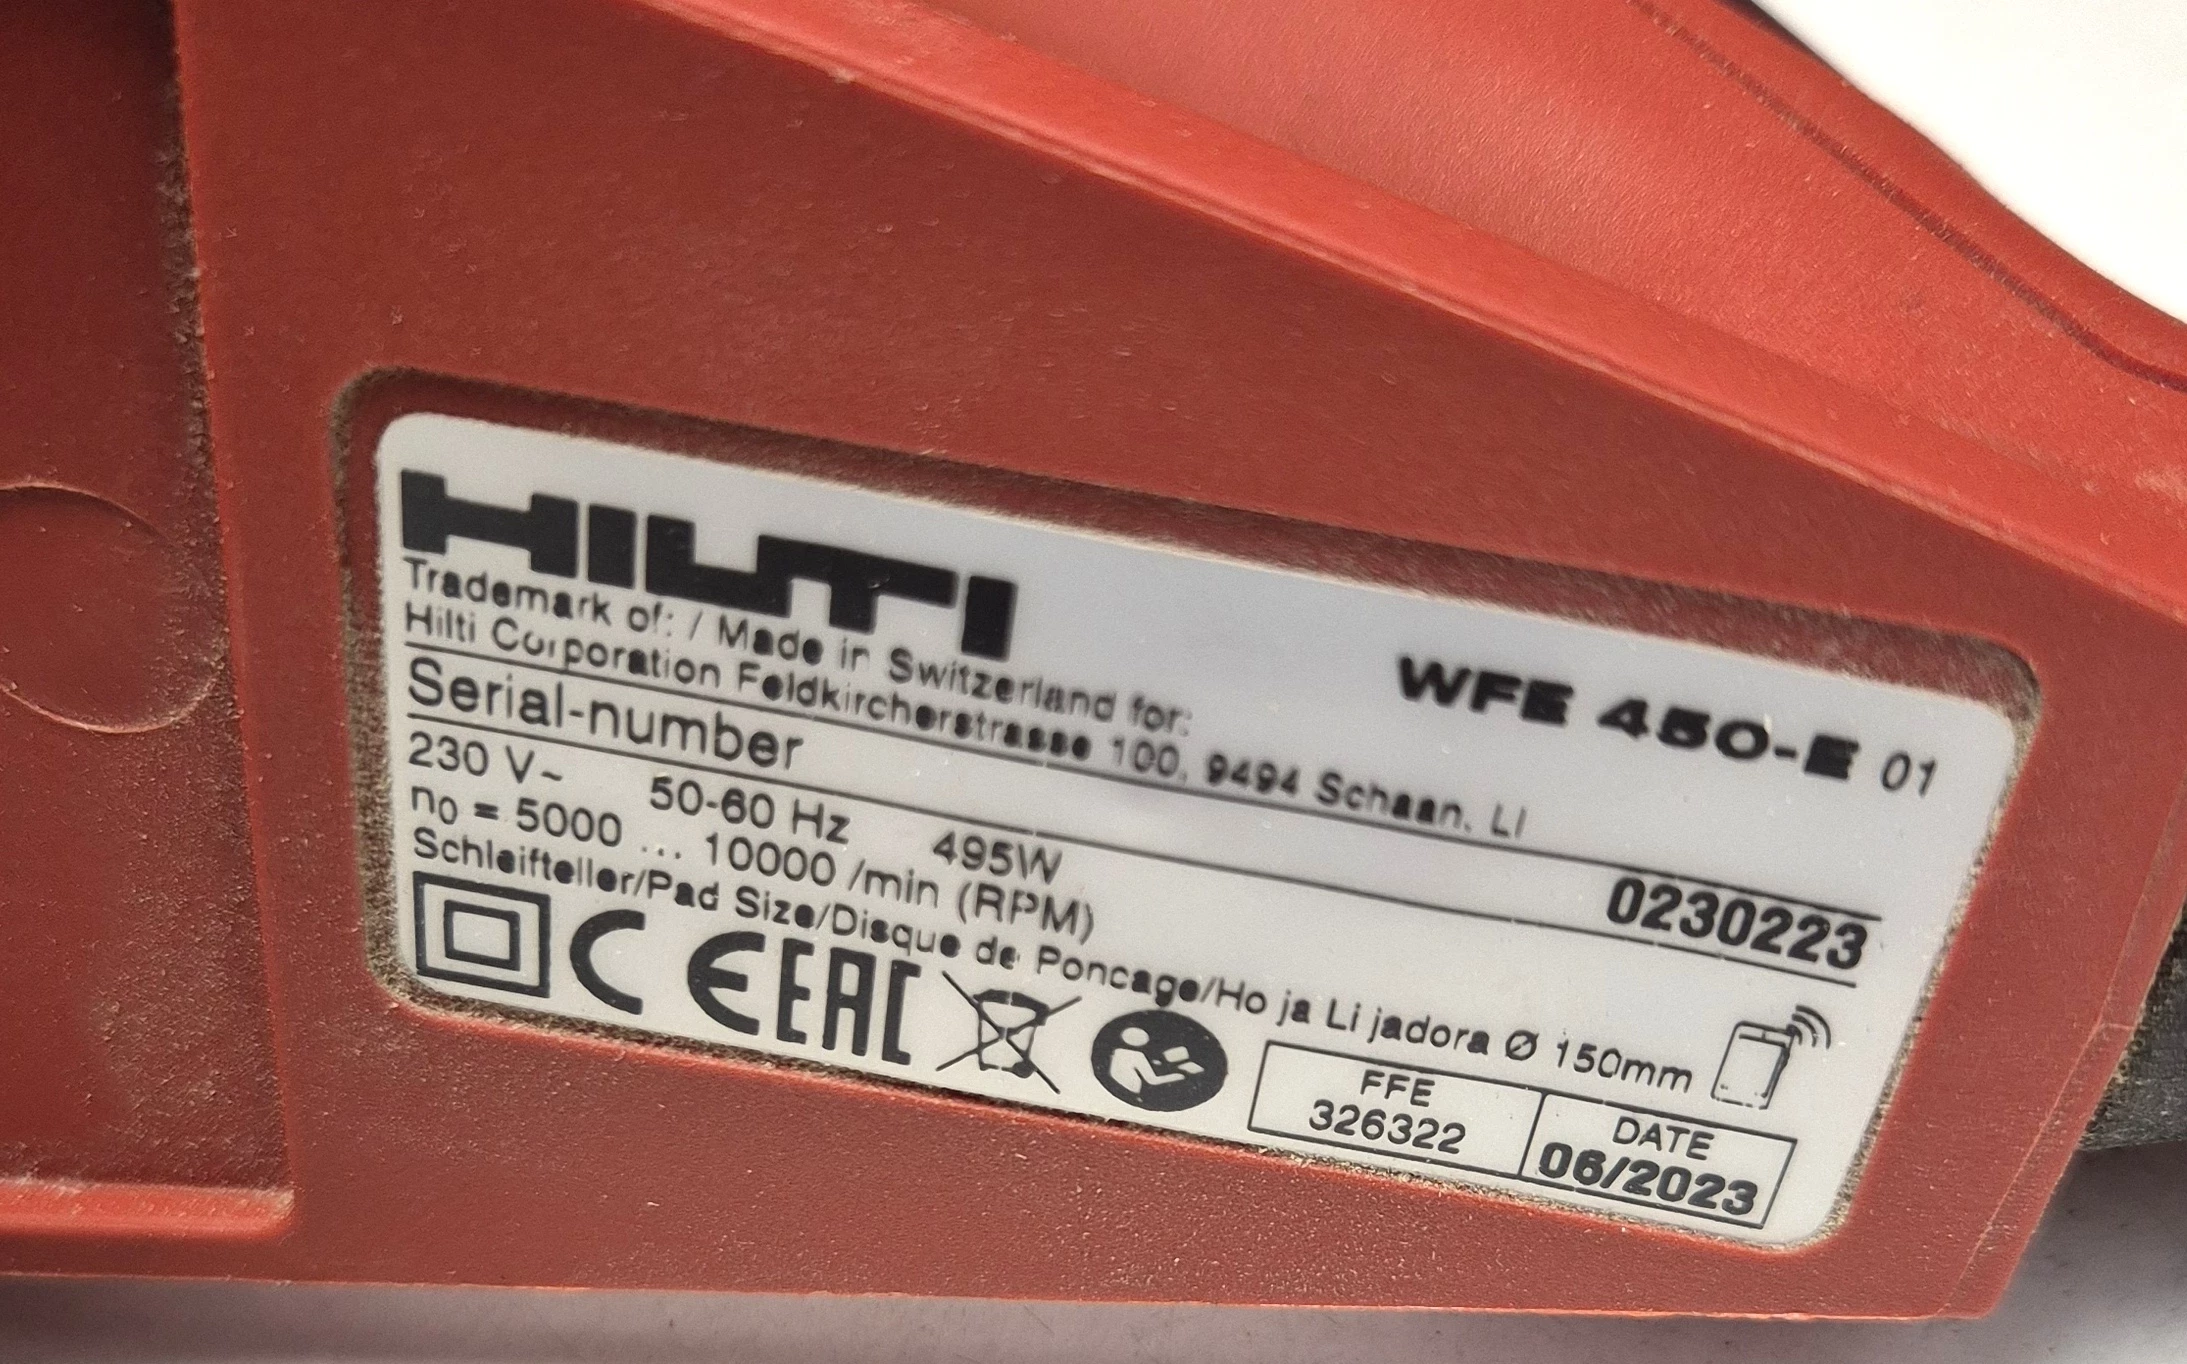 HILTI
WFE 450-E 01
Trademark of: / Made in Switzerland for:
Hilti Corporation Feldkircherstrasse 100, 9494 Schaan, LI
Serial-number 0230223
230 V~ 50-60 Hz 495W
n0 = 5000 ... 10000 /min (RPM)
Schleifteller/Pad Size/Disque de Poncage/Ho ja Li jadora Ø 150mm
CE EAC
FFE
326322
DATE
06/2023